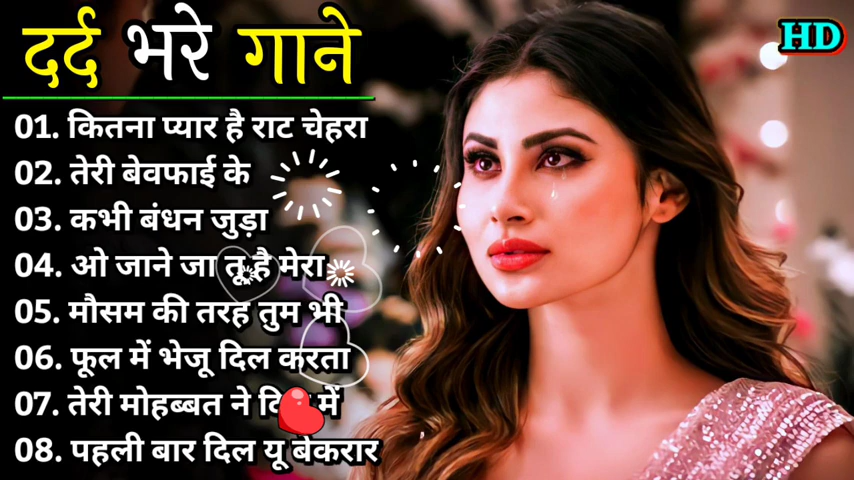 दर्द भरे गाने
HD
01. कितना प्यार है राट चेहरा
02. तेरी बेवफाई के
03. कभी बंधन जुड़ा
04. ओ जाने जा तू है मेरा
05. मौसम की तरह तुम भी
06. फूल में भेजू दिल करता
07. तेरी मोहब्बत ने में
08. पहली बार दिल यू बेकरार